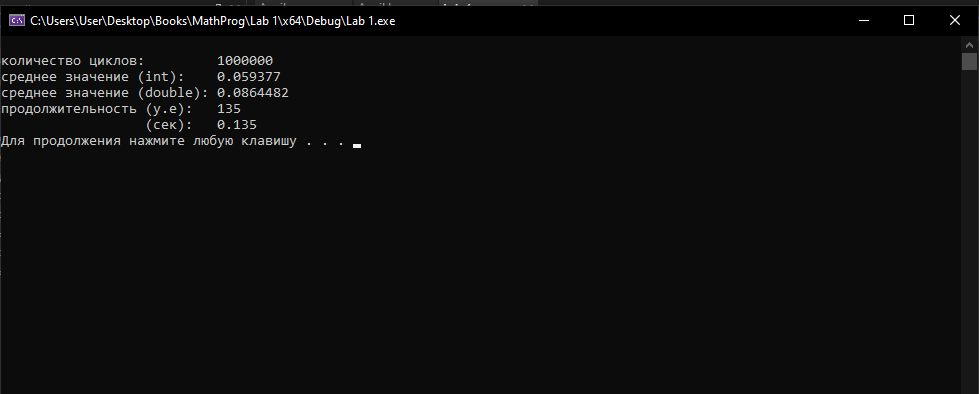 C:\Users\User\Desktop\Books\MathProg\Lab 1\x64\Debug\Lab 1.exe
количество циклов: 1000000
среднее значение (int): 0.059377
среднее значение (double): 0.0864482
продолжительность (у.е): 135
(сек): 0.135
Для продолжения нажмите любую клавишу . . .